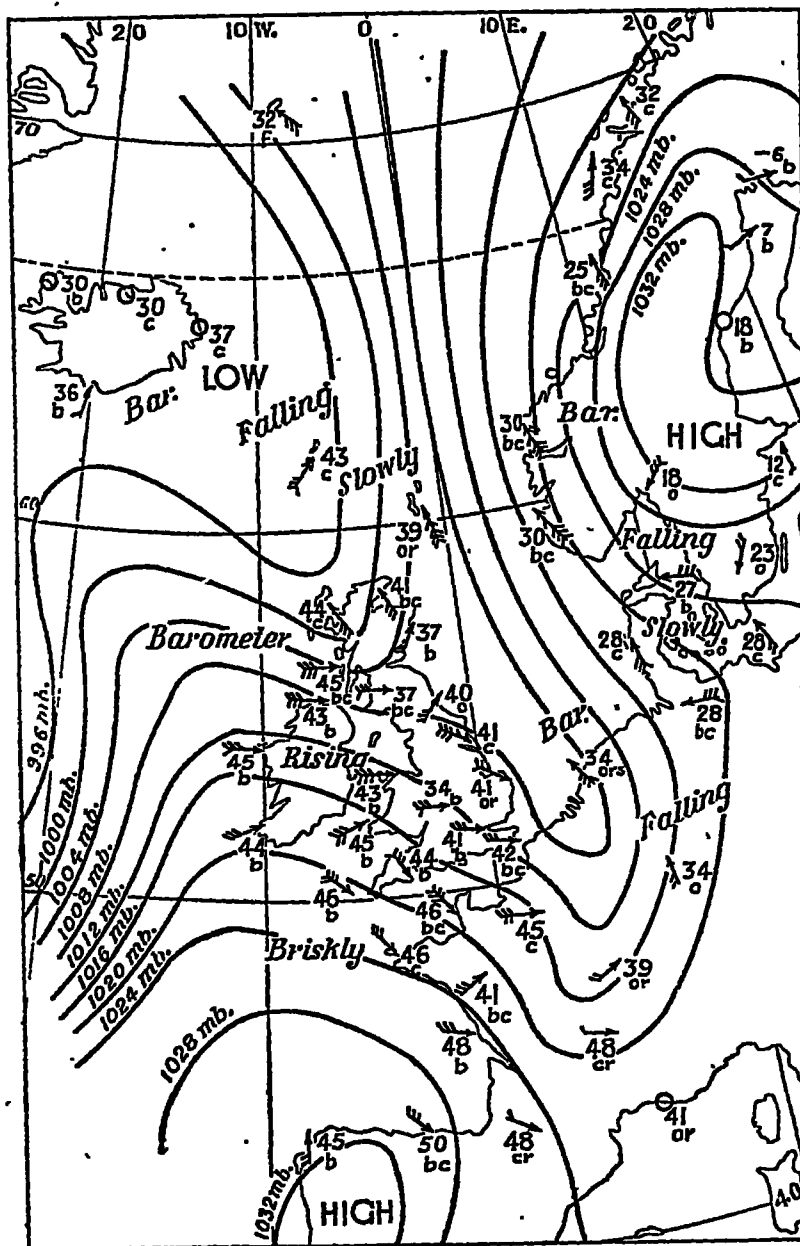 20 10 W. 0 10 E. 20
70
32
F
32
c
34
c
-6
b
1024 mb.
1028 mb.
1032 mb.
7
b
25
bc
30
b
30
c
37
c
18
b
36
b
Bar.
LOW
Falling
Bar.
HIGH
30
bc
43
c
Slowly
18
o
12
c
60
39
or
30
bc
Falling
23
o
27
b
44
c
bc
37
b
Slowly.
28
c
28
c
Barometer
45
bc
37
bc
40
o
43
b
28
bc
996 mb.
41
c
Bar.
45
b
Rising
34
ors
43
b
34
b
41
or
Falling
1000 mb.
1004 mb.
1008 mb.
1012 mb.
1016 mb.
1020 mb.
1024 mb.
44
b
45
b
41
B
42
bc
44
b
34
o
50
46
b
46
bc
45
c
Briskly
46
c
39
or
41
bc
1028 mb.
48
b
48
cr
41
or
45
b
50
bc
48
cr
1032 mb.
HIGH
40